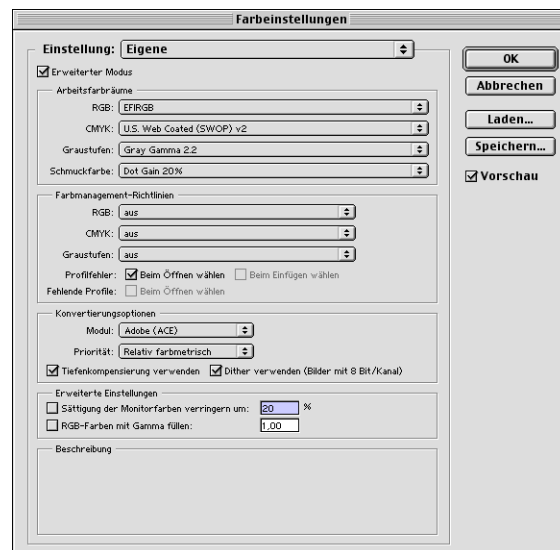 Farbeinstellungen
Einstellung: Eigene
OK
Erweiterter Modus
Abbrechen
Arbeitsfarbräume
RGB: EFIRGB
Laden...
CMYK: U.S. Web Coated (SWOP) v2
Graustufen: Gray Gamma 2.2
Speichern...
Schmuckfarbe: Dot Gain 20%
Vorschau
Farbmanagement-Richtlinien
RGB: aus
CMYK: aus
Graustufen: aus
Profilfehler: Beim Öffnen wählen Beim Einfügen wählen
Fehlende Profile: Beim Öffnen wählen
Konvertierungsoptionen
Modul: Adobe (ACE)
Priorität: Relativ farbmetrisch
Tiefenkompensierung verwenden Dither verwenden (Bilder mit 8 Bit/Kanal)
Erweiterte Einstellungen
Sättigung der Monitorfarben verringern um: 20 %
RGB-Farben mit Gamma füllen: 1,00
Beschreibung